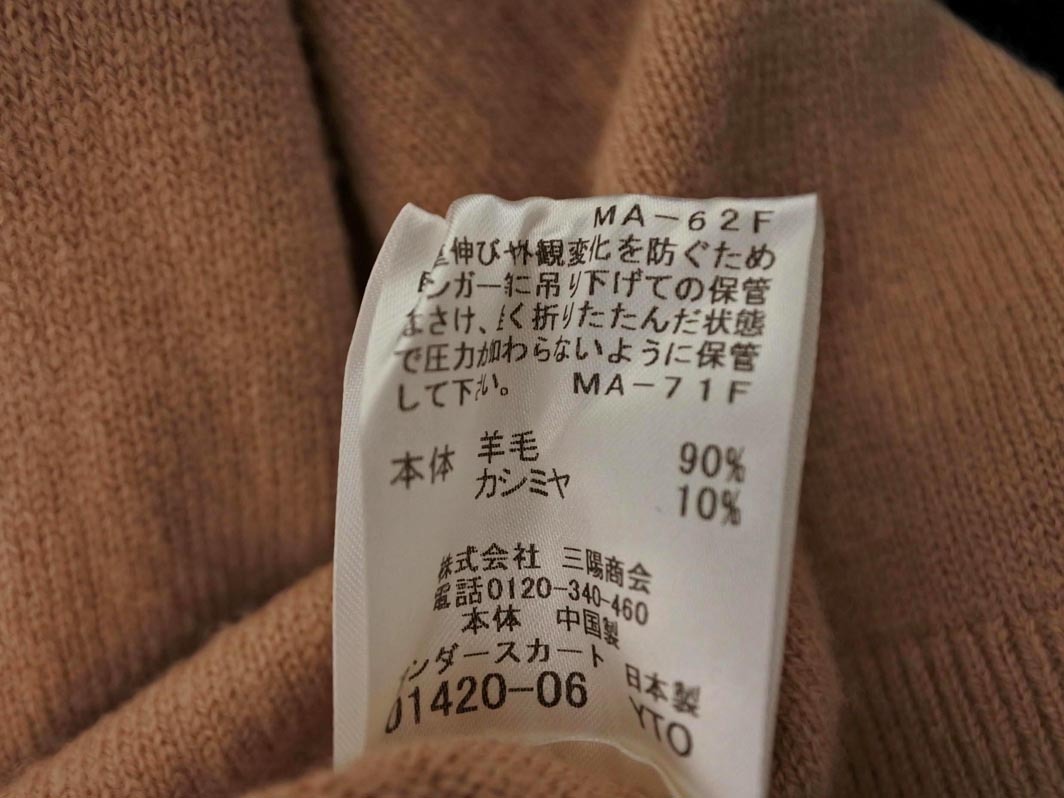 MA-62F
伸びや外観変化を防ぐため
ンガーに吊り下げての保管
さけ、軽く折りたたんだ状態
で圧力が加わらないように保管
して下さい。 MA-71F
本体 羊毛 90%
カシミヤ 10%
株式会社 三陽商会
電話0120-340-460
本体 中国製
ンダースカート 日本製
01420-06 YTO